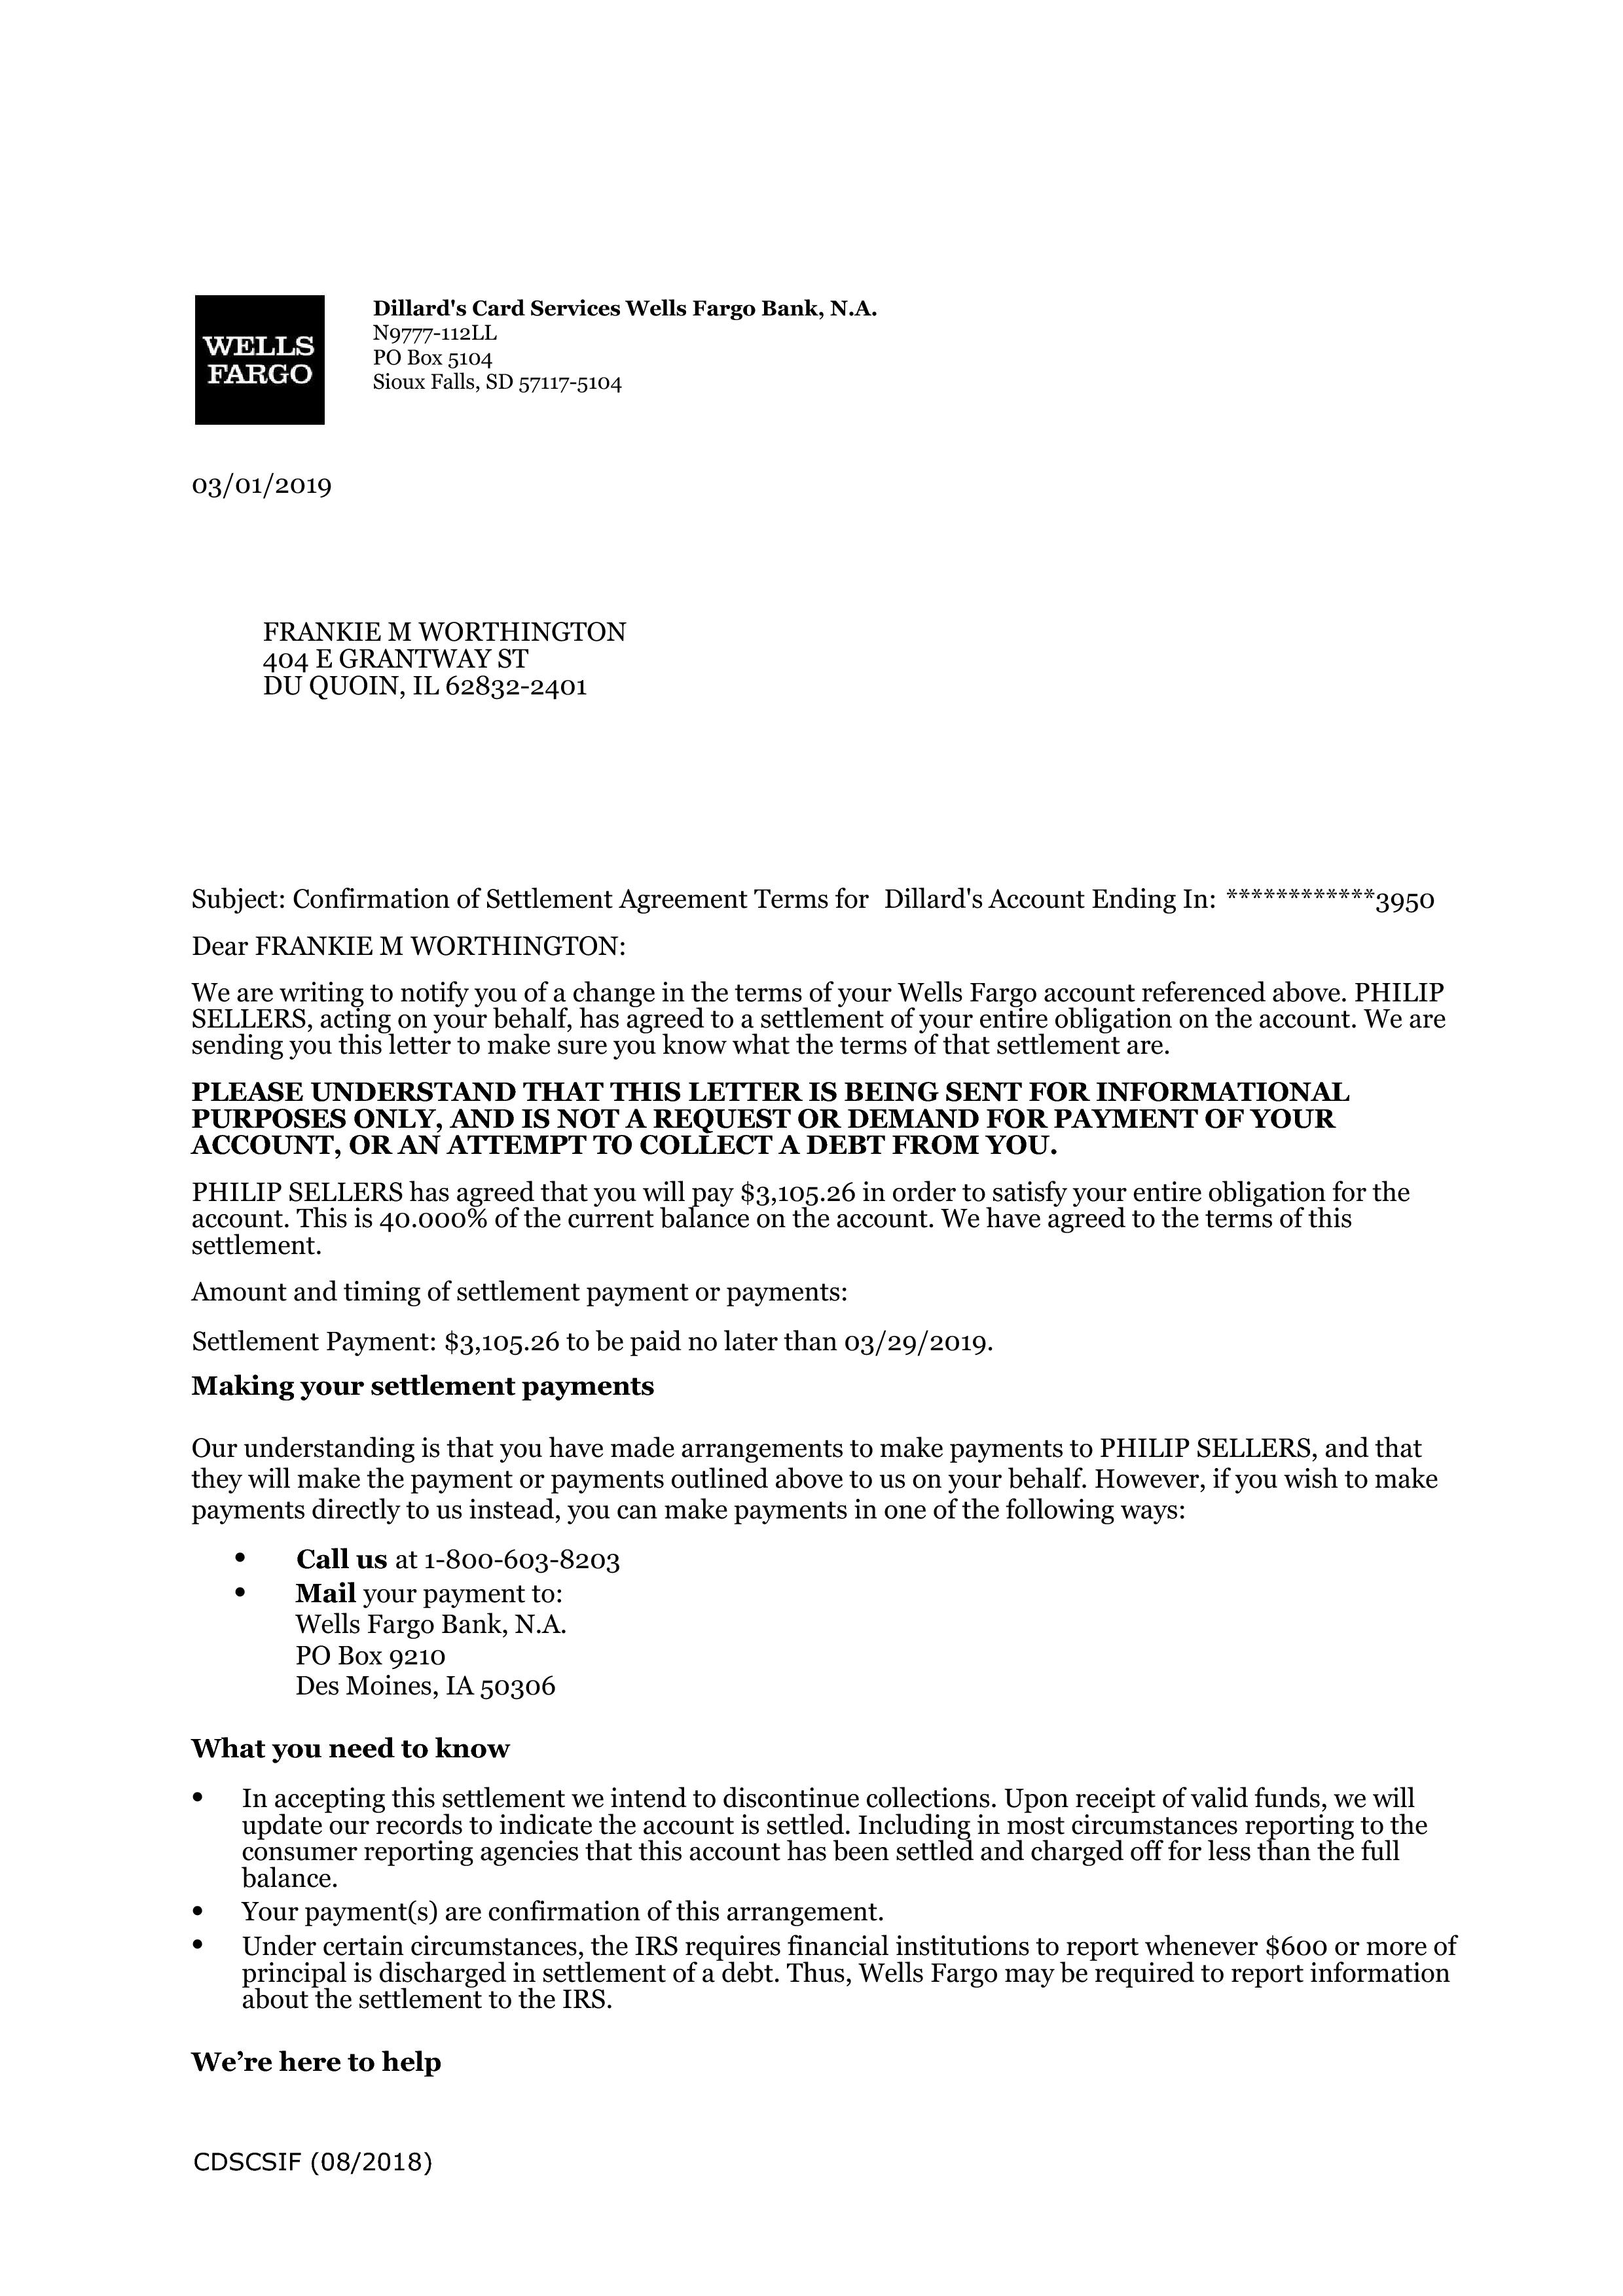 WELLS
FARGO
Dillard's Card Services Wells Fargo Bank, N.A.
N9777-112LL
PO Box 5104
Sioux Falls, SD 57117-5104
03/01/2019
FRANKIE M WORTHINGTON
404 E GRANTWAY ST
DU QUOIN, IL 62832-2401
Subject: Confirmation of Settlement Agreement Terms for Dillard's Account Ending In: ************3950
Dear FRANKIE M WORTHINGTON:
We are writing to notify you of a change in the terms of your Wells Fargo account referenced above. PHILIP
SELLERS, acting on your behalf, has agreed to a settlement of your entire obligation on the account. We are
sending you this letter to make sure you know what the terms of that settlement are.
PLEASE UNDERSTAND THAT THIS LETTER IS BEING SENT FOR INFORMATIONAL
PURPOSES ONLY, AND IS NOT A REQUEST OR DEMAND FOR PAYMENT OF YOUR
ACCOUNT, OR AN ATTEMPT TO COLLECT A DEBT FROM YOU.
PHILIP SELLERS has agreed that you will pay $3,105.26 in order to satisfy your entire obligation for the
account. This is 40.000% of the current balance on the account. We have agreed to the terms of this
settlement.
Amount and timing of settlement payment or payments:
Settlement Payment: $3,105.26 to be paid no later than 03/29/2019.
Making your settlement payments
Our understanding is that you have made arrangements to make payments to PHILIP SELLERS, and that
they will make the payment or payments outlined above to us on your behalf. However, if you wish to make
payments directly to us instead, you can make payments in one of the following ways:
• Call us at 1-800-603-8203
• Mail your payment to:
Wells Fargo Bank, N.A.
PO Box 9210
Des Moines, IA 50306
What you need to know
• In accepting this settlement we intend to discontinue collections. Upon receipt of valid funds, we will
update our records to indicate the account is settled. Including in most circumstances reporting to the
consumer reporting agencies that this account has been settled and charged off for less than the full
balance.
• Your payment(s) are confirmation of this arrangement.
• Under certain circumstances, the IRS requires financial institutions to report whenever $600 or more of
principal is discharged in settlement of a debt. Thus, Wells Fargo may be required to report information
about the settlement to the IRS.
We’re here to help
CDSCSIF (08/2018)